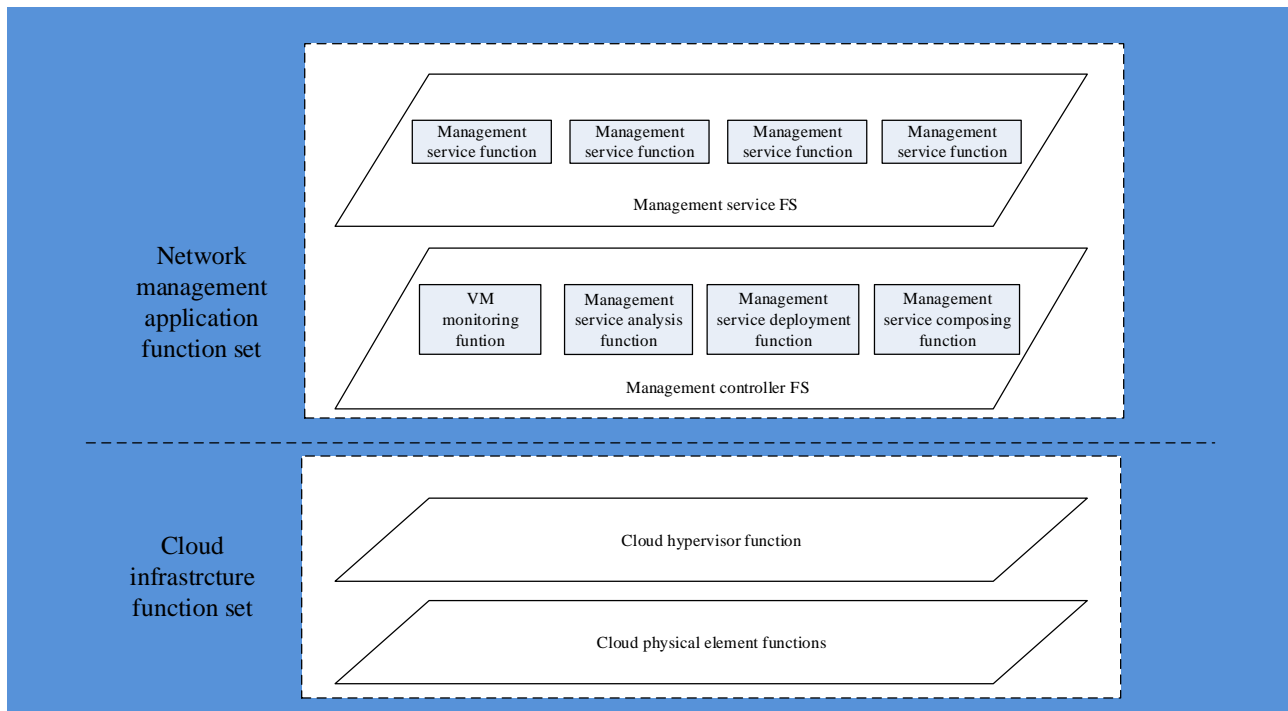 Management
service function
Management
service function
Management
service function
Management
service function
Management service FS
Network
management
application
function set
VM
monitoring
funtion
Management
service analysis
function
Management
service deployment
function
Management
service composing
function
Management controller FS
Cloud hypervisor function
Cloud
infrastrcture
function set
Cloud physical element functions